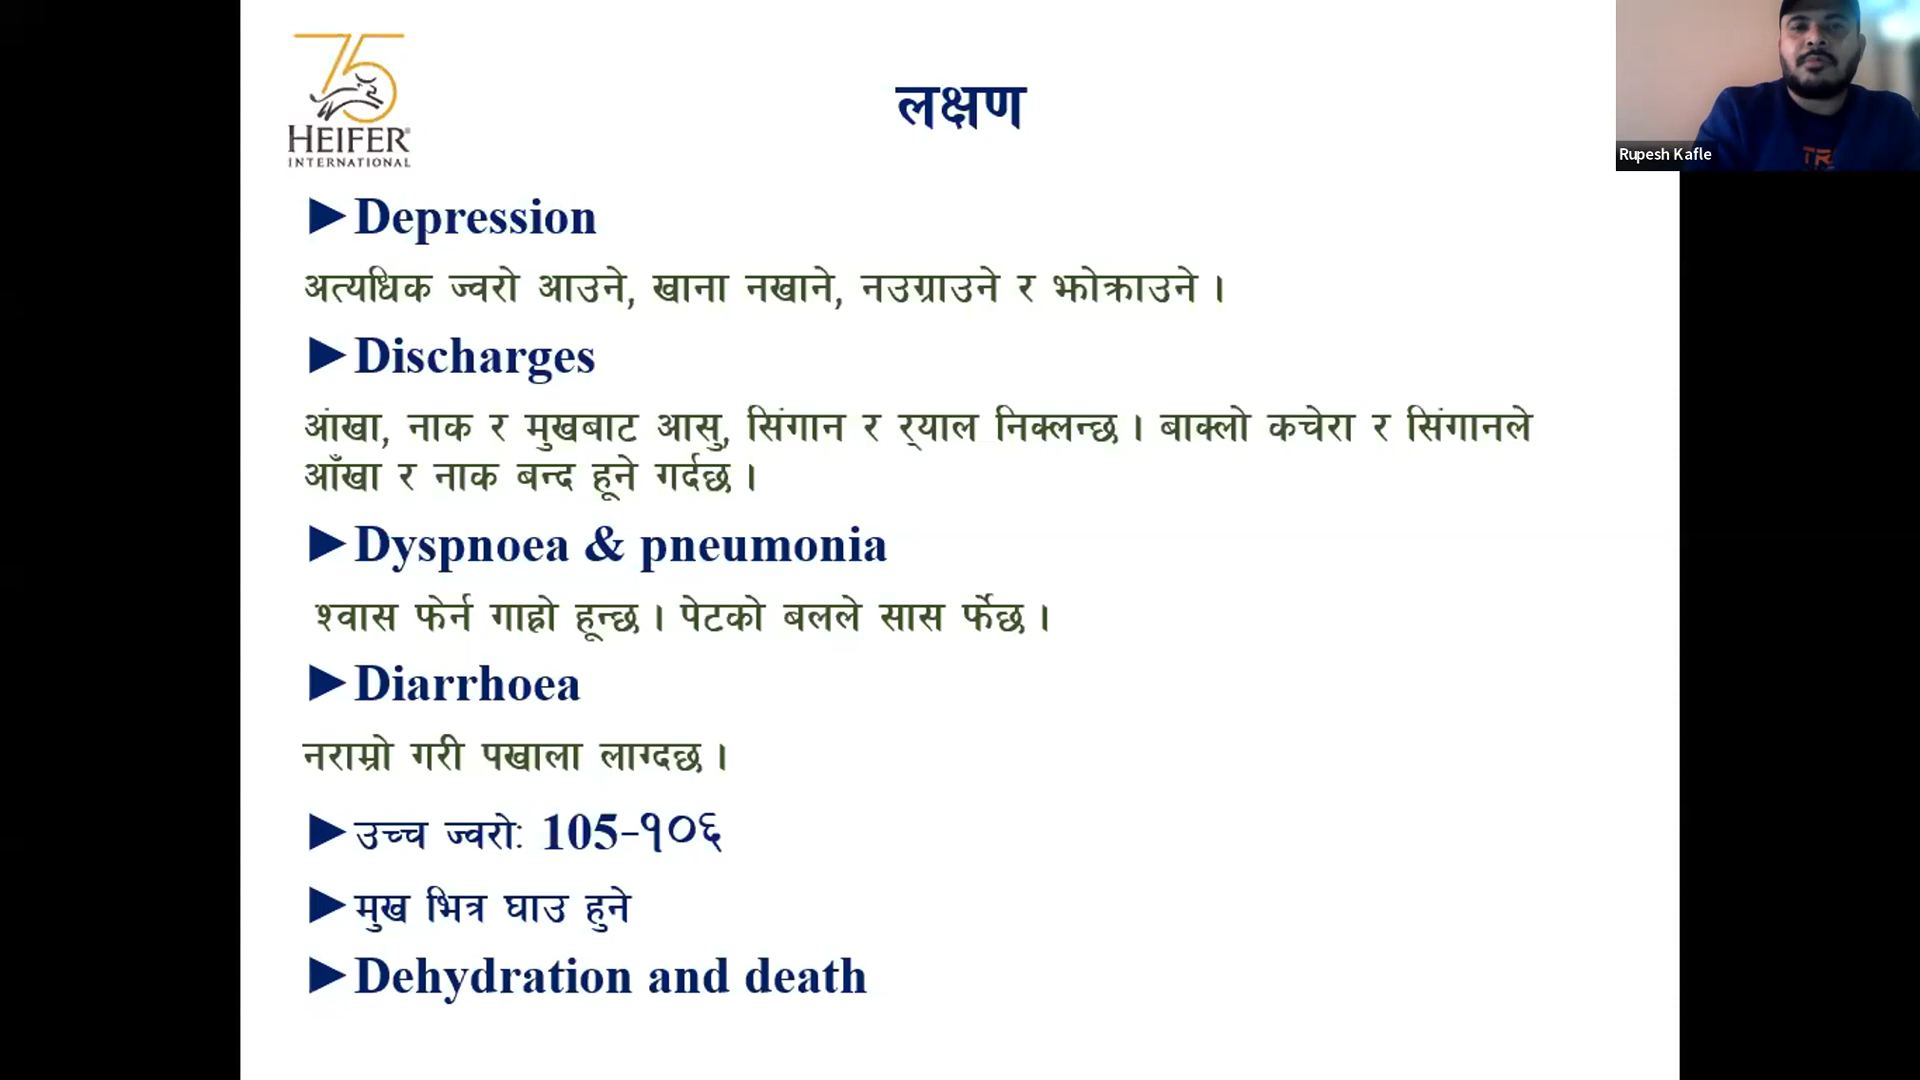 75
HEIFER
INTERNATIONAL
लक्षण
Rupesh Kafle
►Depression
अत्यधिक ज्वरो आउने, खाना नखाने, नउग्राउने र झोक्राउने ।
►Discharges
आंखा, नाक र मुखबाट आसु, सिंगान र र्‍याल निक्लन्छ । बाक्लो कचेरा र सिंगानले
आँखा र नाक बन्द हूने गर्दछ ।
►Dyspnoea & pneumonia
श्वास फेर्न गाह्रो हून्छ । पेटको बलले सास र्फेछ ।
►Diarrhoea
नराम्रो गरी पखाला लाग्दछ ।
►उच्च ज्वरो: 105-१०६
►मुख भित्र घाउ हुने
►Dehydration and death